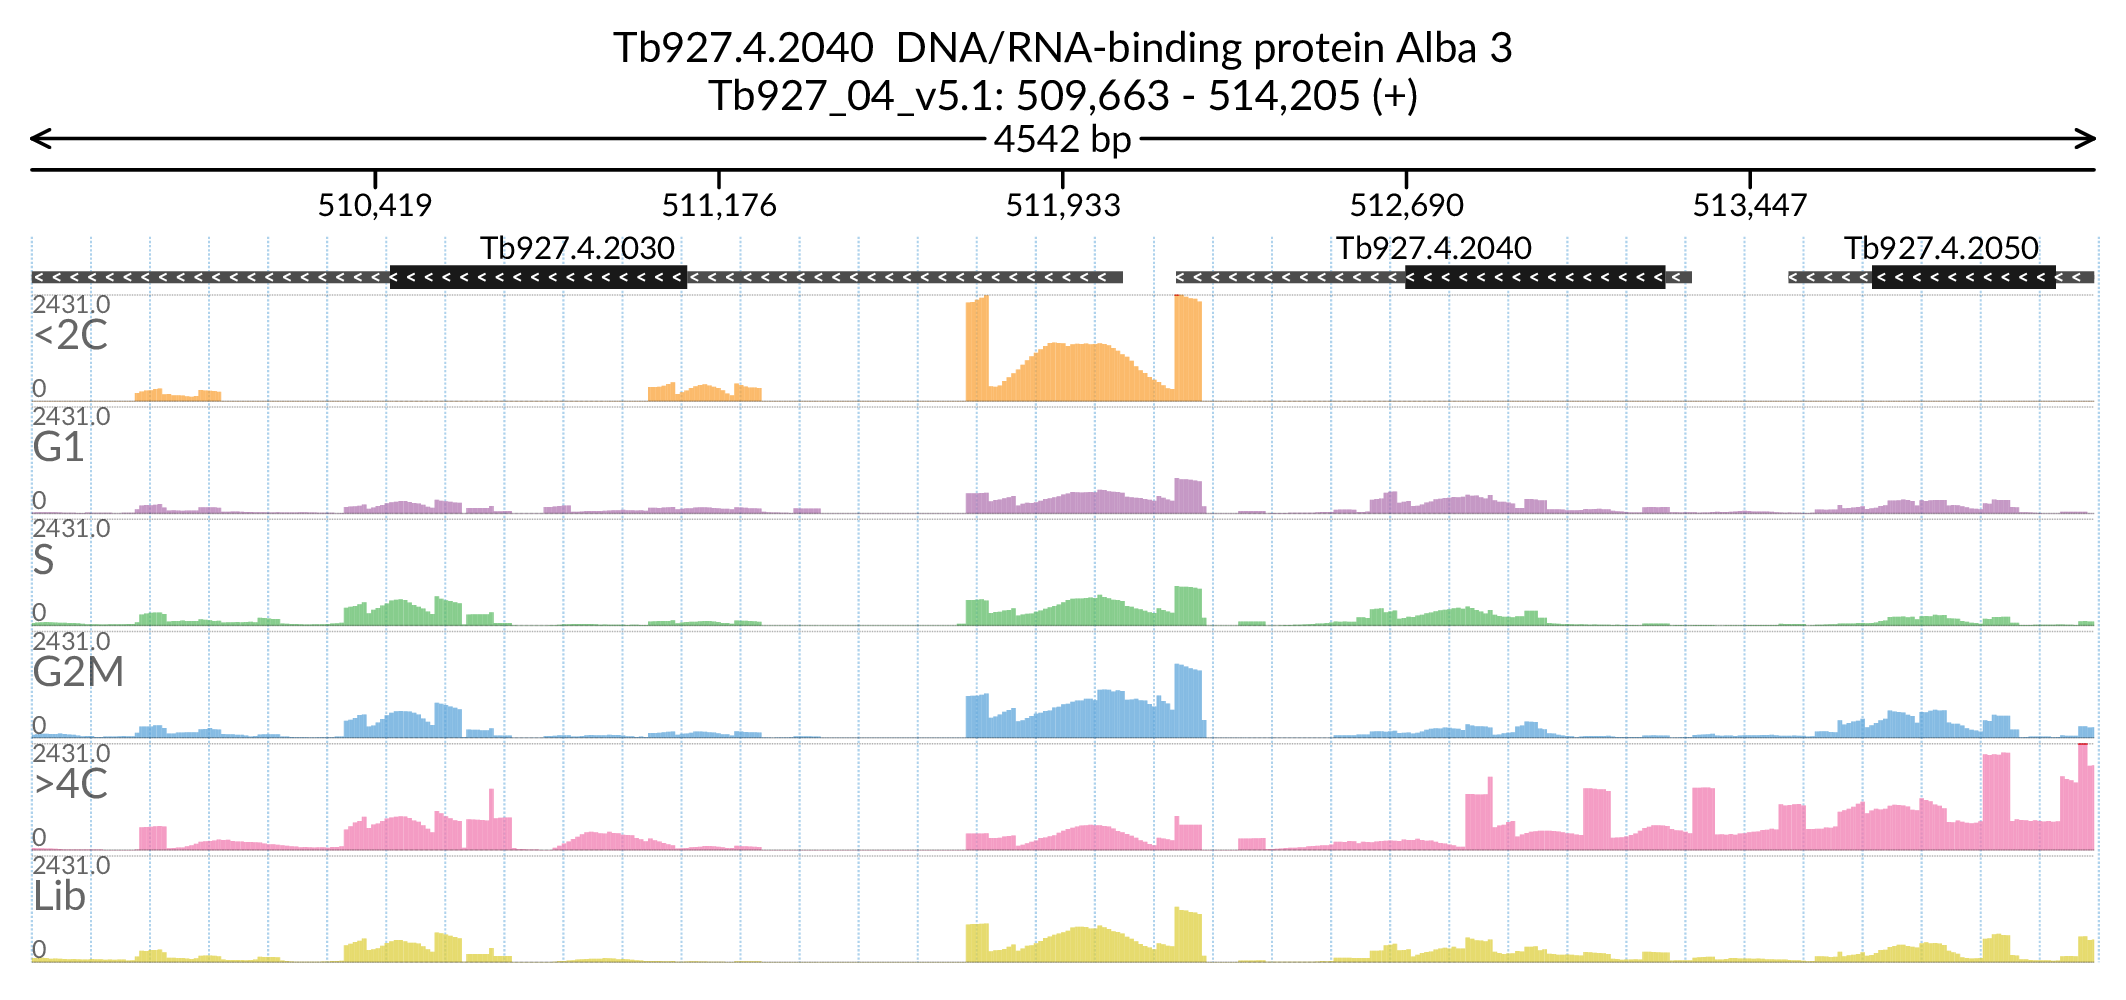 Tb927.4.2040  DNA/RNA-binding protein Alba 3
Tb927_04_v5.1: 509,663 - 514,205 (+)
4542 bp
510,419 511,176 511,933 512,690 513,447
Tb927.4.2030 Tb927.4.2040 Tb927.4.2050
2431.0
<2C
0
2431.0
G1
0
2431.0
S
0
2431.0
G2M
0
2431.0
>4C
0
2431.0
Lib
0